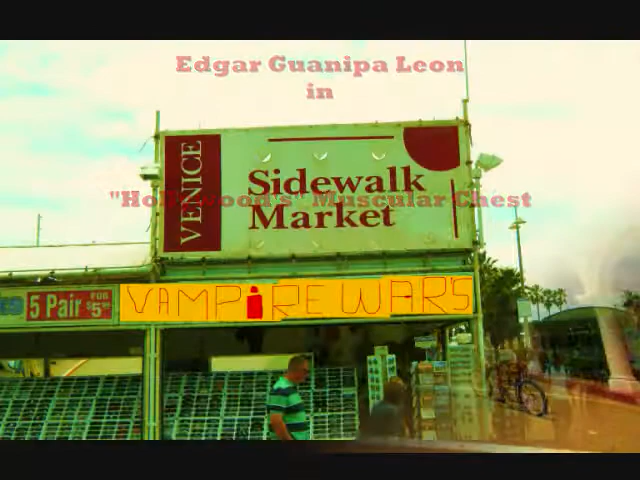 Edgar Guanipa Leon
in
VENICE
Sidewalk
"Hollywood's" Muscular Chest
Market
5 Pair FOR $5
VAMPIRE WAR'S